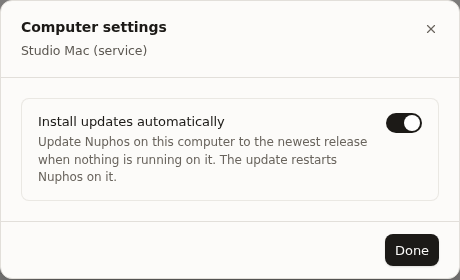 Computer settings
Studio Mac (service)
Install updates automatically
Update Nuphos on this computer to the newest release
when nothing is running on it. The update restarts
Nuphos on it.
Done